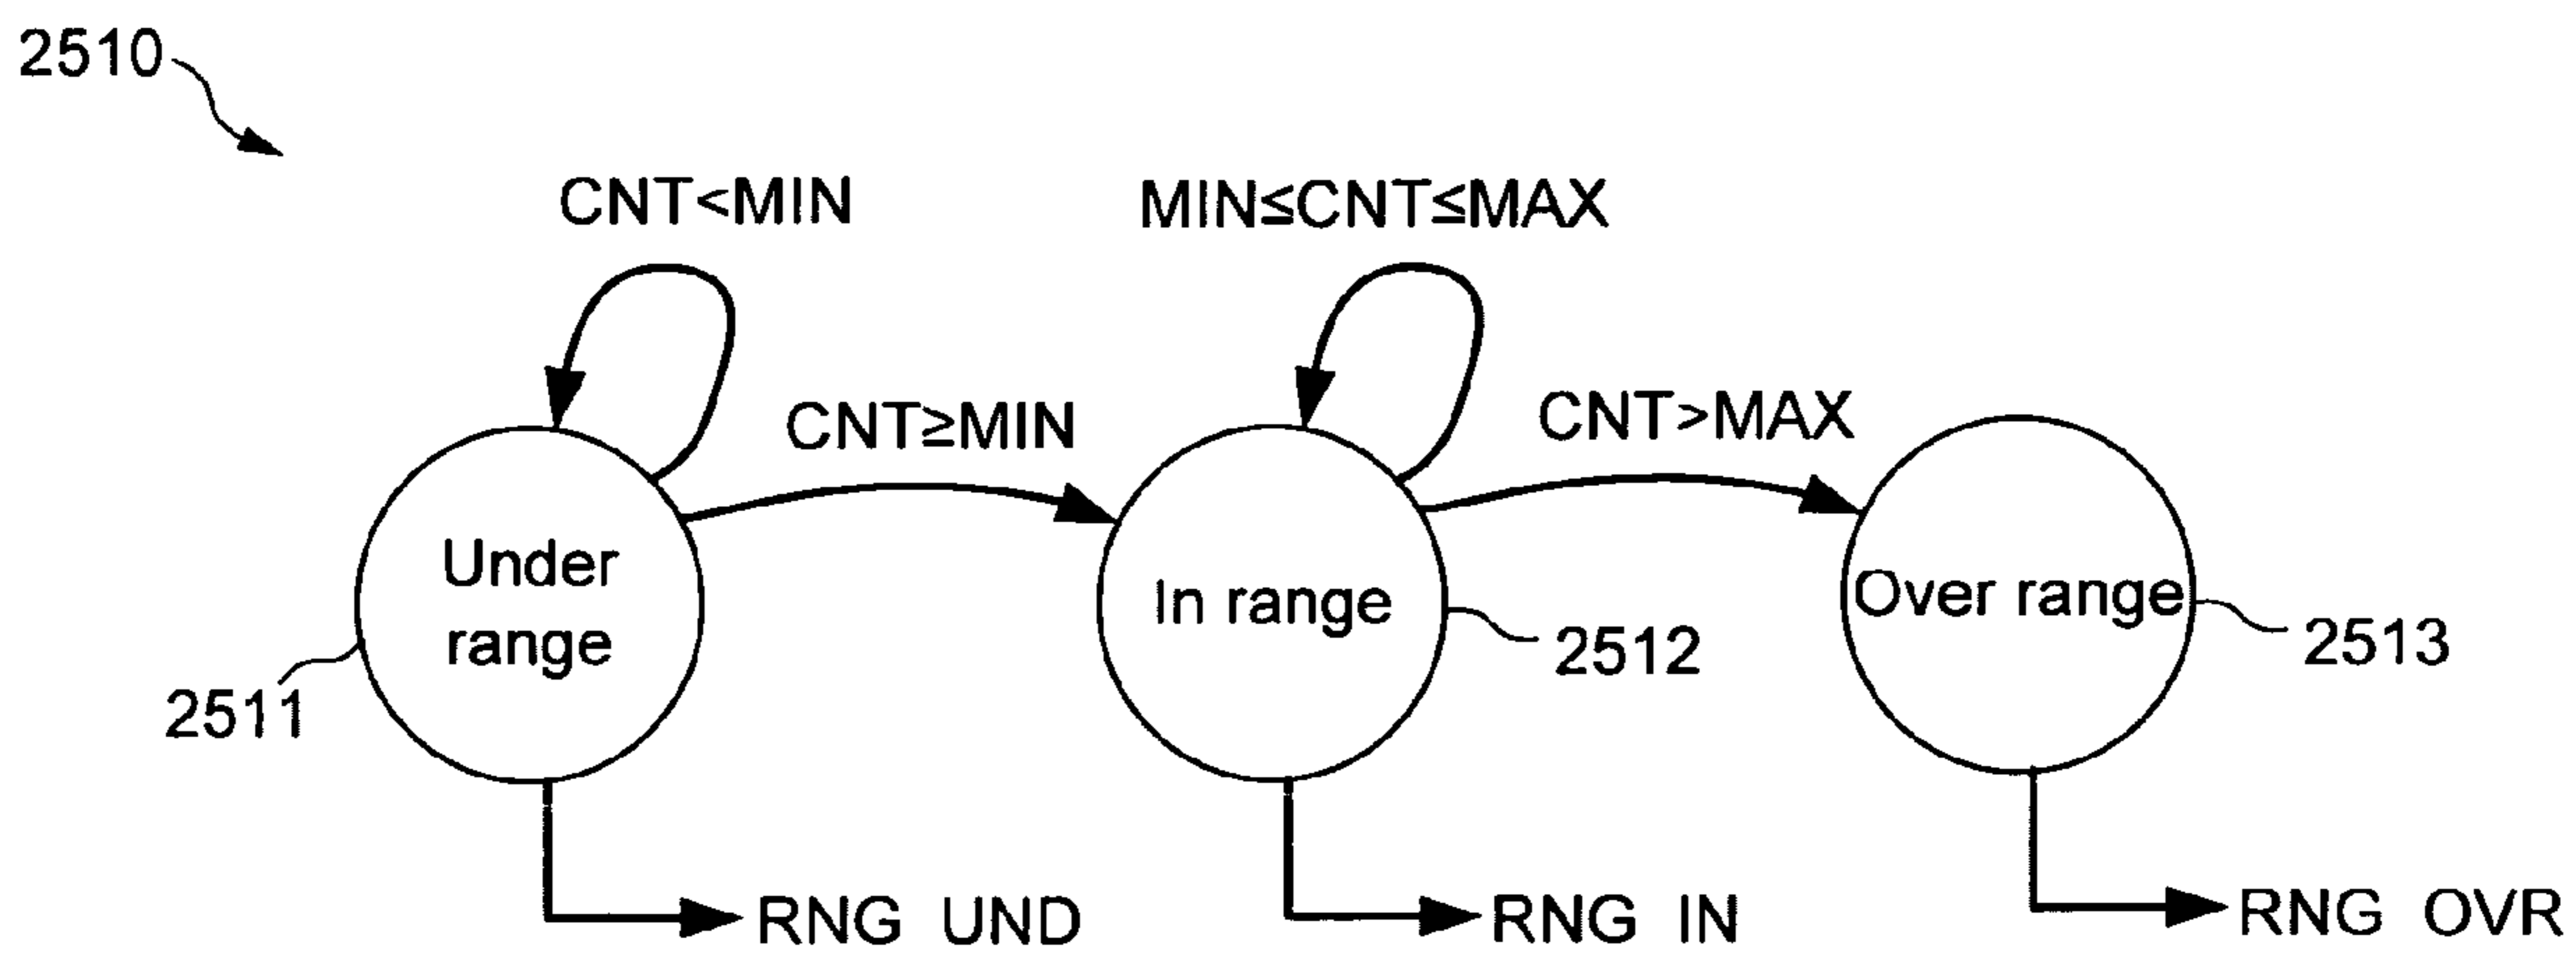 2510
CNT<MIN
MIN≤CNT≤MAX
CNT≥MIN
CNT>MAX
Under
range
In range
Over range
2511
2512
2513
RNG UND
RNG IN
RNG OVR